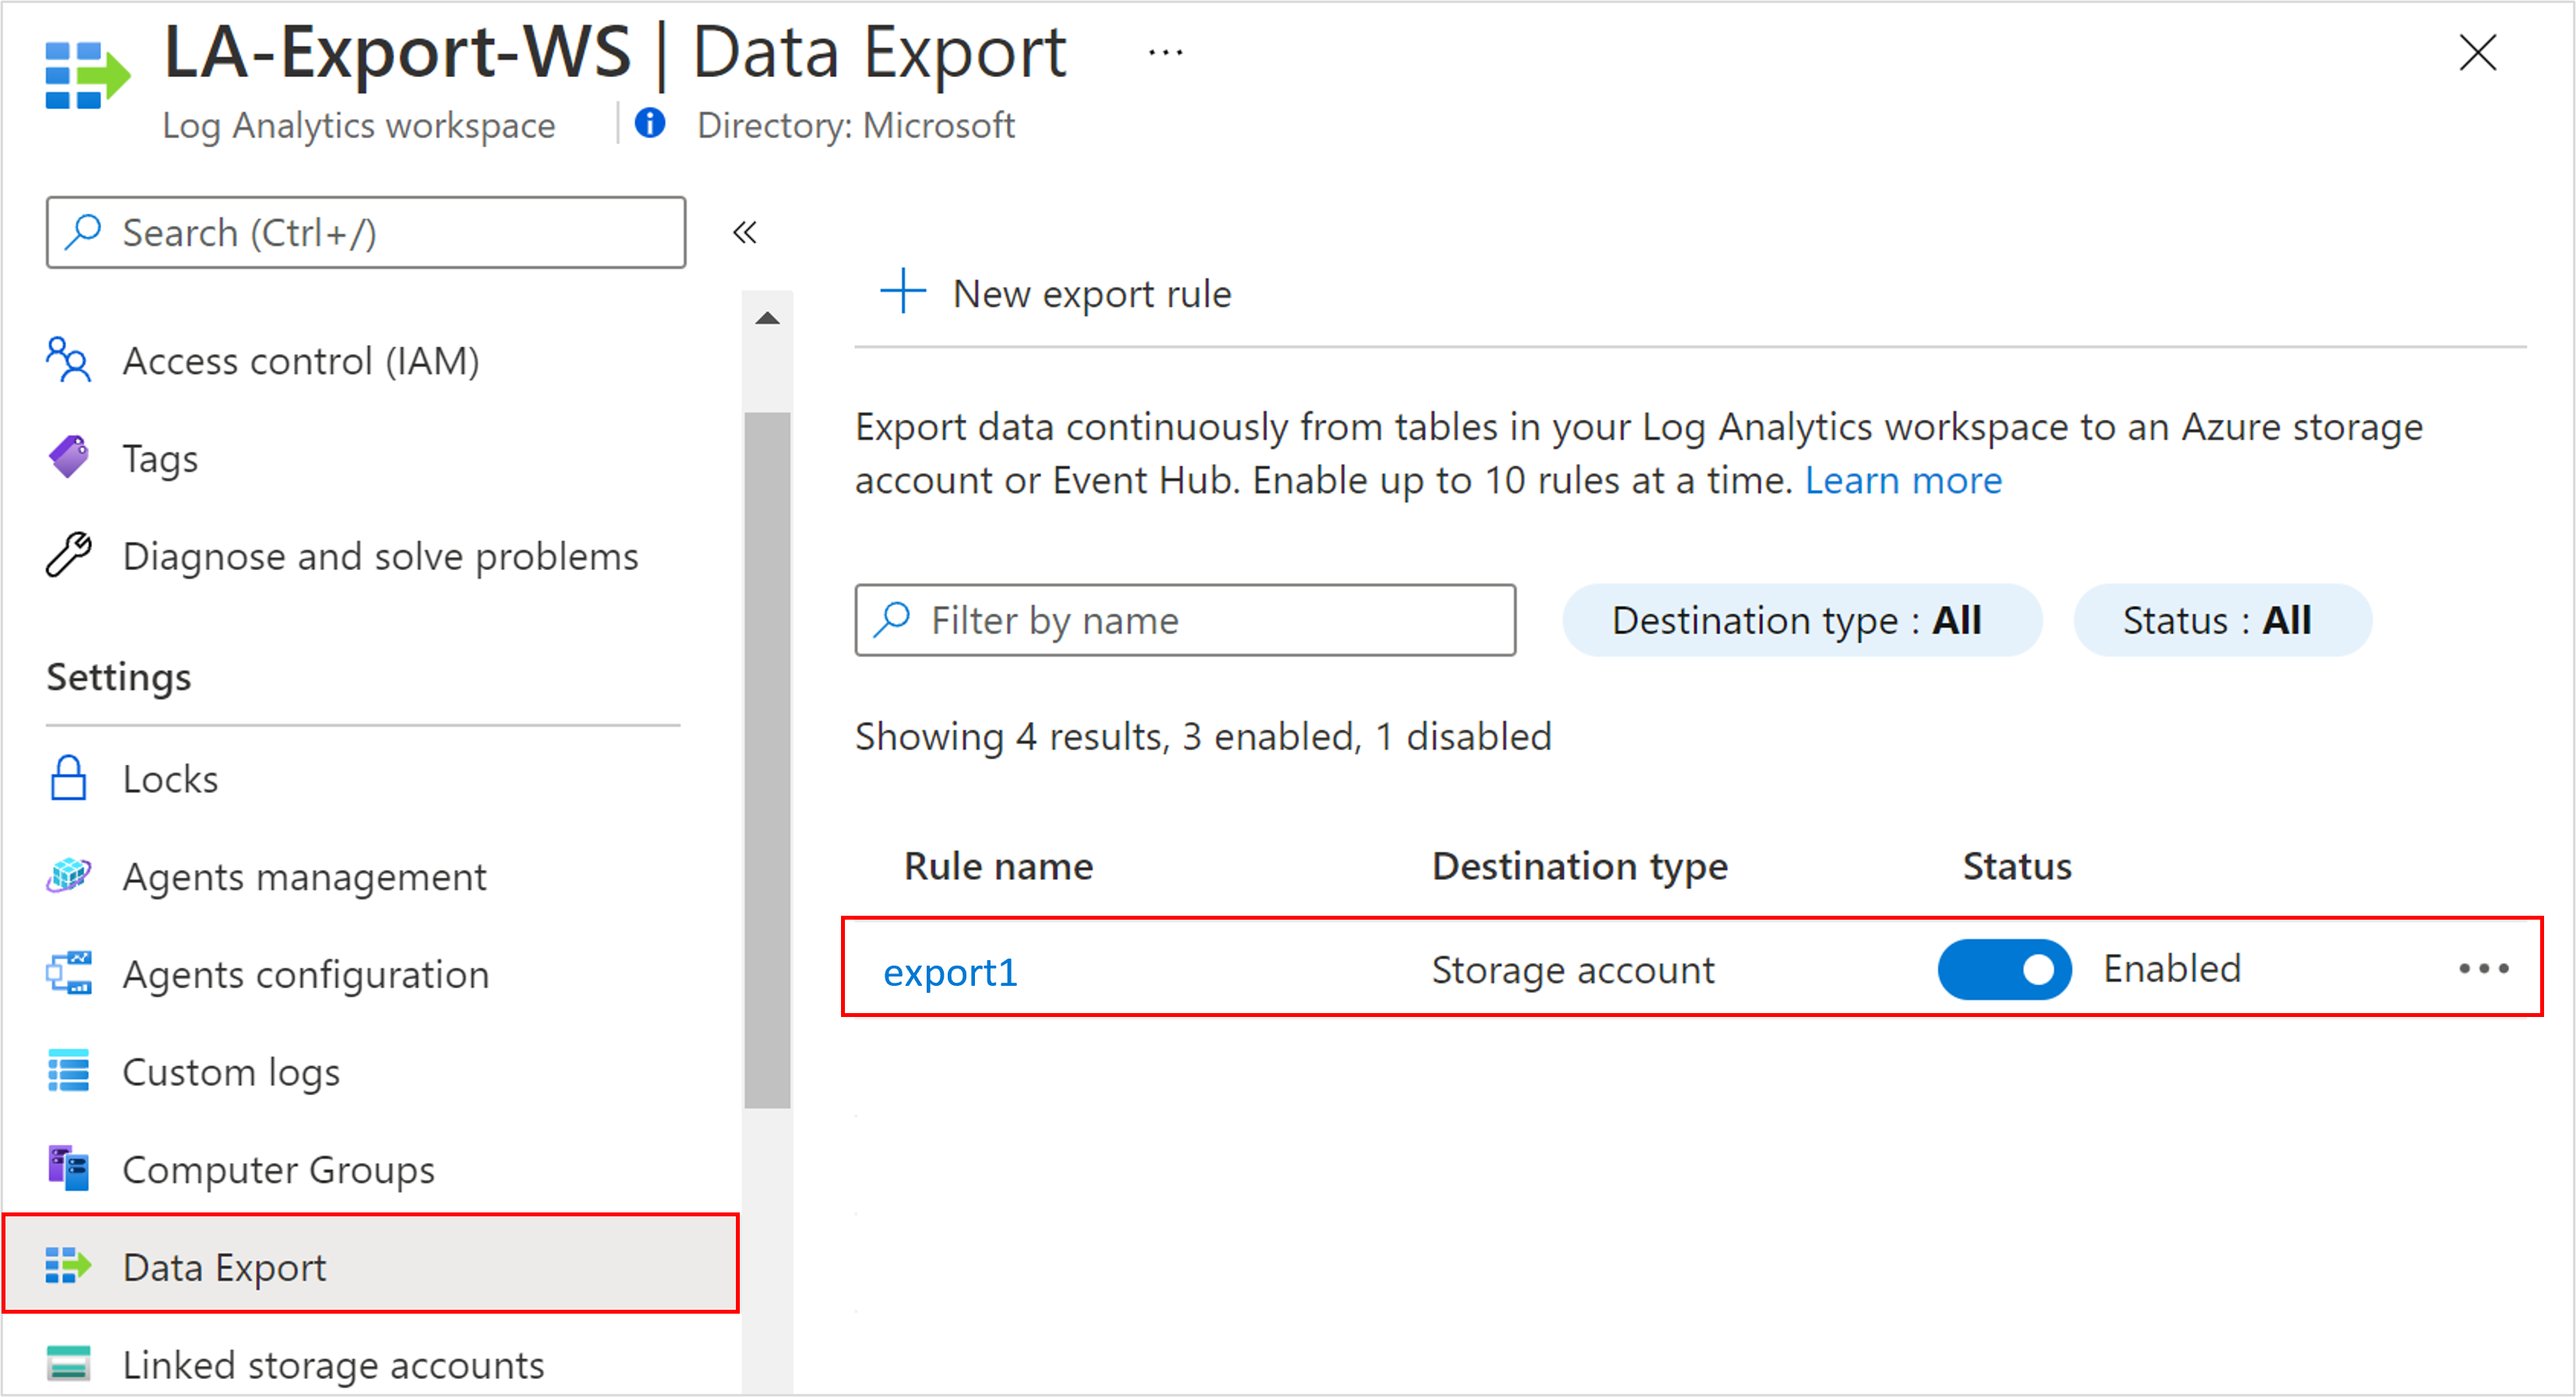 LA-Export-WS | Data Export ...
Log Analytics workspace | Directory: Microsoft
Search (Ctrl+/)
Access control (IAM)
Tags
Diagnose and solve problems
Settings
Locks
Agents management
Agents configuration
Custom logs
Computer Groups
Data Export
Linked storage accounts
New export rule
Export data continuously from tables in your Log Analytics workspace to an Azure storage
account or Event Hub. Enable up to 10 rules at a time. Learn more
Filter by name
Destination type : All
Status : All
Showing 4 results, 3 enabled, 1 disabled
Rule name Destination type Status
export1 Storage account Enabled